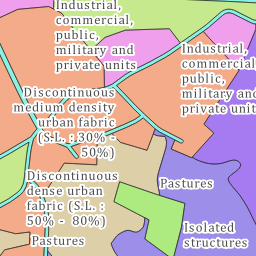 Industrial,
commercial,
public,
military and
private units
Industrial,
commercial,
public,
military and
private units
Discontinuous
medium density
urban fabric
(S.L. : 30% -
50%)
Discontinuous
dense urban
fabric (S.L. :
50% - 80%)
Pastures
Pastures
Isolated
structures